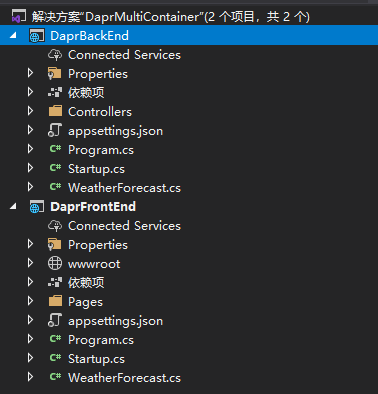 解决方案"DaprMultiContainer"(2 个项目，共 2 个)
DaprBackEnd
Connected Services
Properties
依赖项
Controllers
appsettings.json
C# Program.cs
C# Startup.cs
C# WeatherForecast.cs
DaprFrontEnd
Connected Services
Properties
wwwroot
依赖项
Pages
appsettings.json
C# Program.cs
C# Startup.cs
C# WeatherForecast.cs